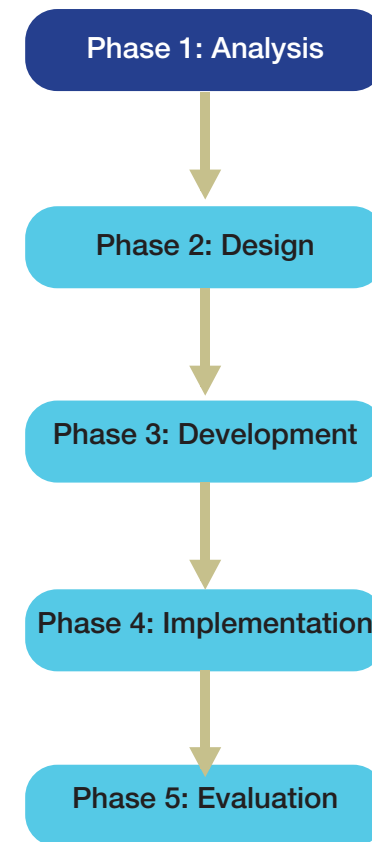 Phase 1: Analysis
Phase 2: Design
Phase 3: Development
Phase 4: Implementation
Phase 5: Evaluation